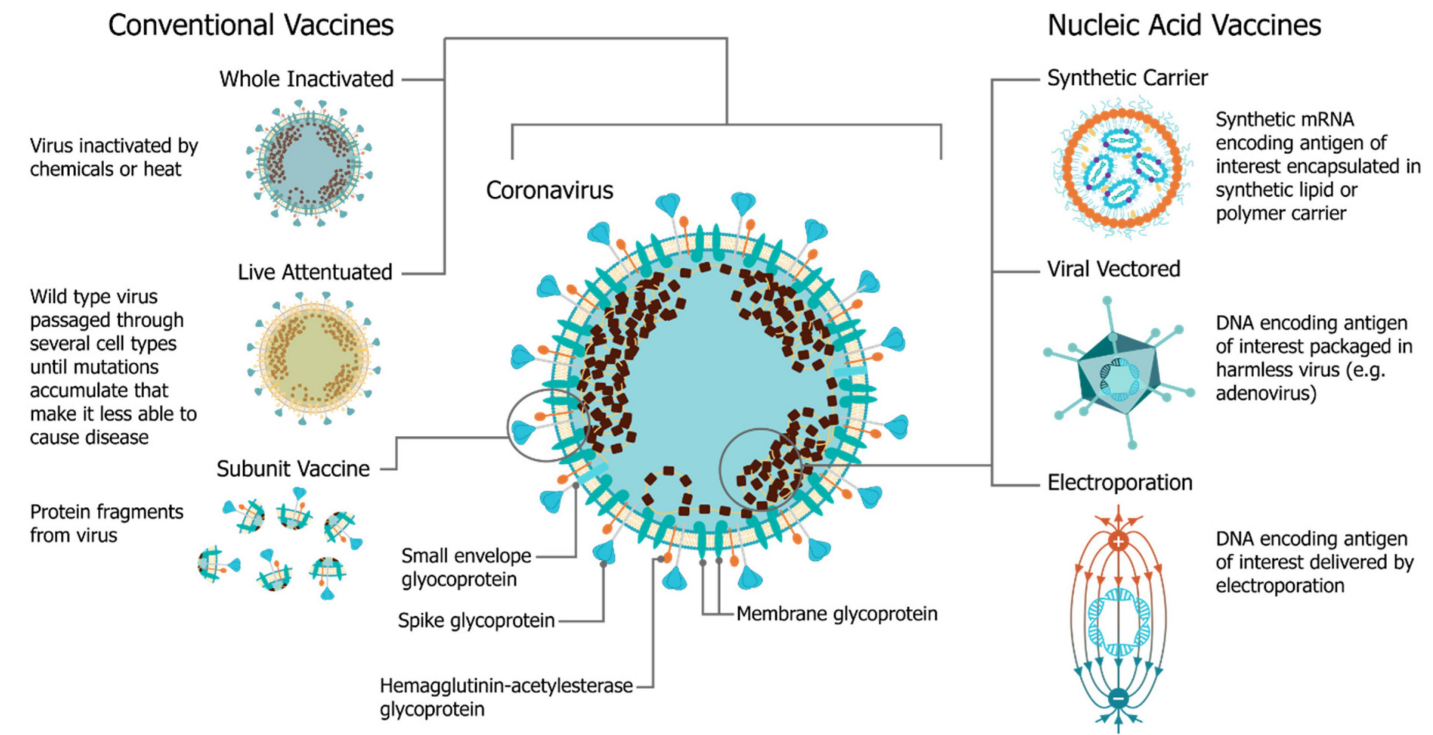 Conventional Vaccines
Whole Inactivated
Virus inactivated by
chemicals or heat
Live Attentuated
Wild type virus
passaged through
several cell types
until mutations
accumulate that
make it less able to
cause disease
Subunit Vaccine
Protein fragments
from virus
Coronavirus
Small envelope
glyocoprotein
Spike glycoprotein
Hemagglutinin-acetylesterase
glycoprotein
Membrane glycoprotein
Nucleic Acid Vaccines
Synthetic Carrier
Synthetic mRNA
encoding antigen of
interest encapsulated in
synthetic lipid or
polymer carrier
Viral Vectored
DNA encoding antigen
of interest packaged in
harmless virus (e.g.
adenovirus)
Electroporation
+
DNA encoding antigen
of interest delivered by
electroporation
−